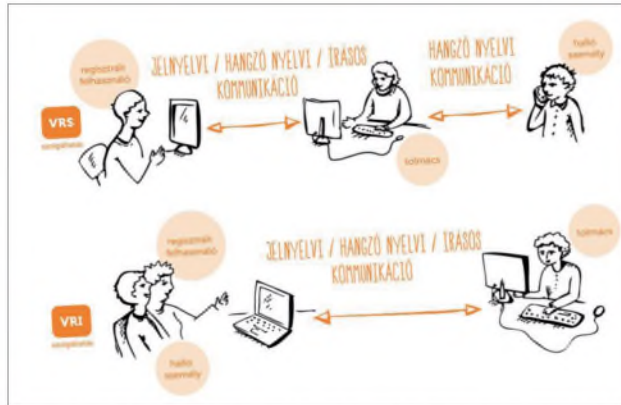 regisztrált
felhasználó
JELNYELVI / HANGZÓ NYELVI / ÍRÁSOS
KOMMUNIKÁCIÓ
HANGZÓ NYELVI
KOMMUNIKÁCIÓ
halló
személy
VRS
szolgáltatás
tolmács
regisztrált
felhasználó
JELNYELVI / HANGZÓ NYELVI / ÍRÁSOS
KOMMUNIKÁCIÓ
tolmács
VRI
szolgáltatás
halló
személy